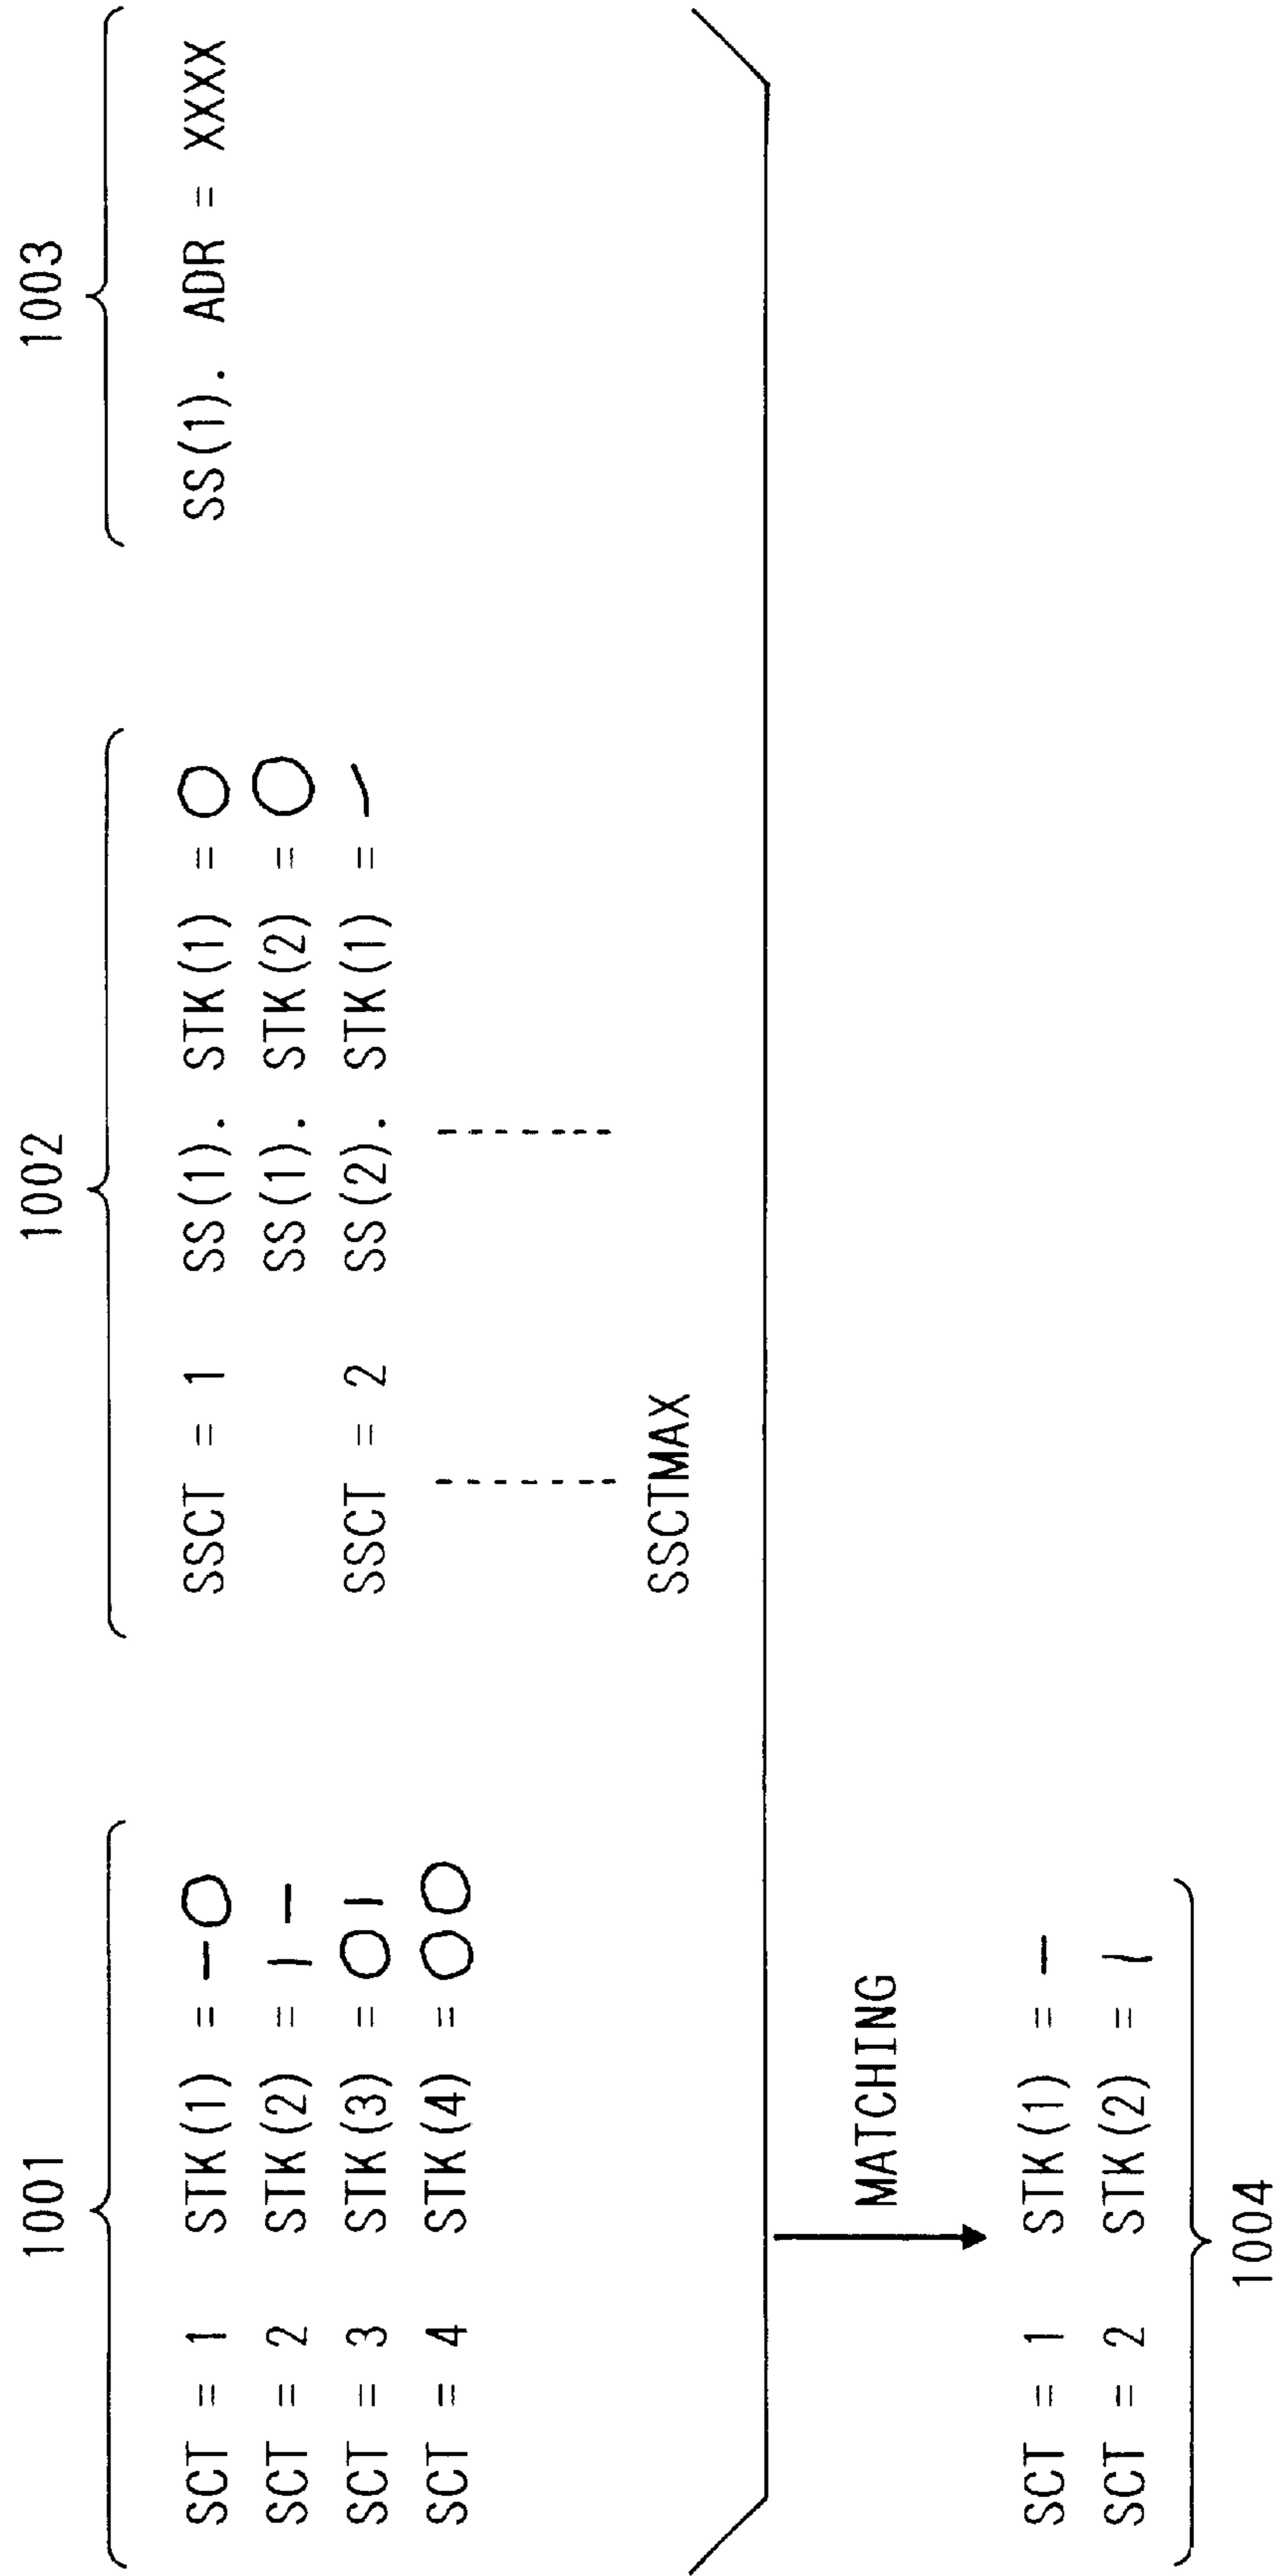 1001
SCT = 1 STK(1) = –○
SCT = 2 STK(2) = | –
SCT = 3 STK(3) = ○ |
SCT = 4 STK(4) = ○○
1002
SSCT = 1 SS(1). STK(1) = ○
SS(1). STK(2) = ○
SSCT = 2 SS(2). STK(1) = ⁄
SSCTMAX
1003
SS(1). ADR = XXXX
MATCHING
SCT = 1 STK(1) = –
SCT = 2 STK(2) = |
1004